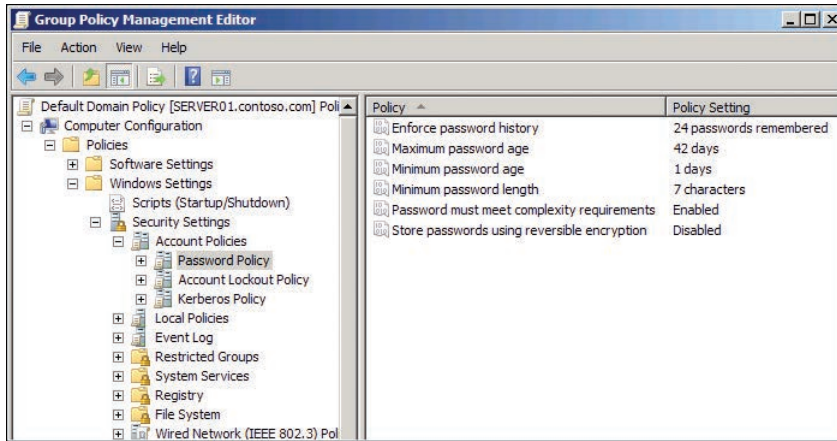 Group Policy Management Editor
File Action View Help
Default Domain Policy [SERVER01.contoso.com] Poli
Computer Configuration
Policies
Software Settings
Windows Settings
Scripts (Startup/Shutdown)
Security Settings
Account Policies
Password Policy
Account Lockout Policy
Kerberos Policy
Local Policies
Event Log
Restricted Groups
System Services
Registry
File System
Wired Network (IEEE 802.3) Pol
Policy Policy Setting
Enforce password history 24 passwords remembered
Maximum password age 42 days
Minimum password age 1 days
Minimum password length 7 characters
Password must meet complexity requirements Enabled
Store passwords using reversible encryption Disabled